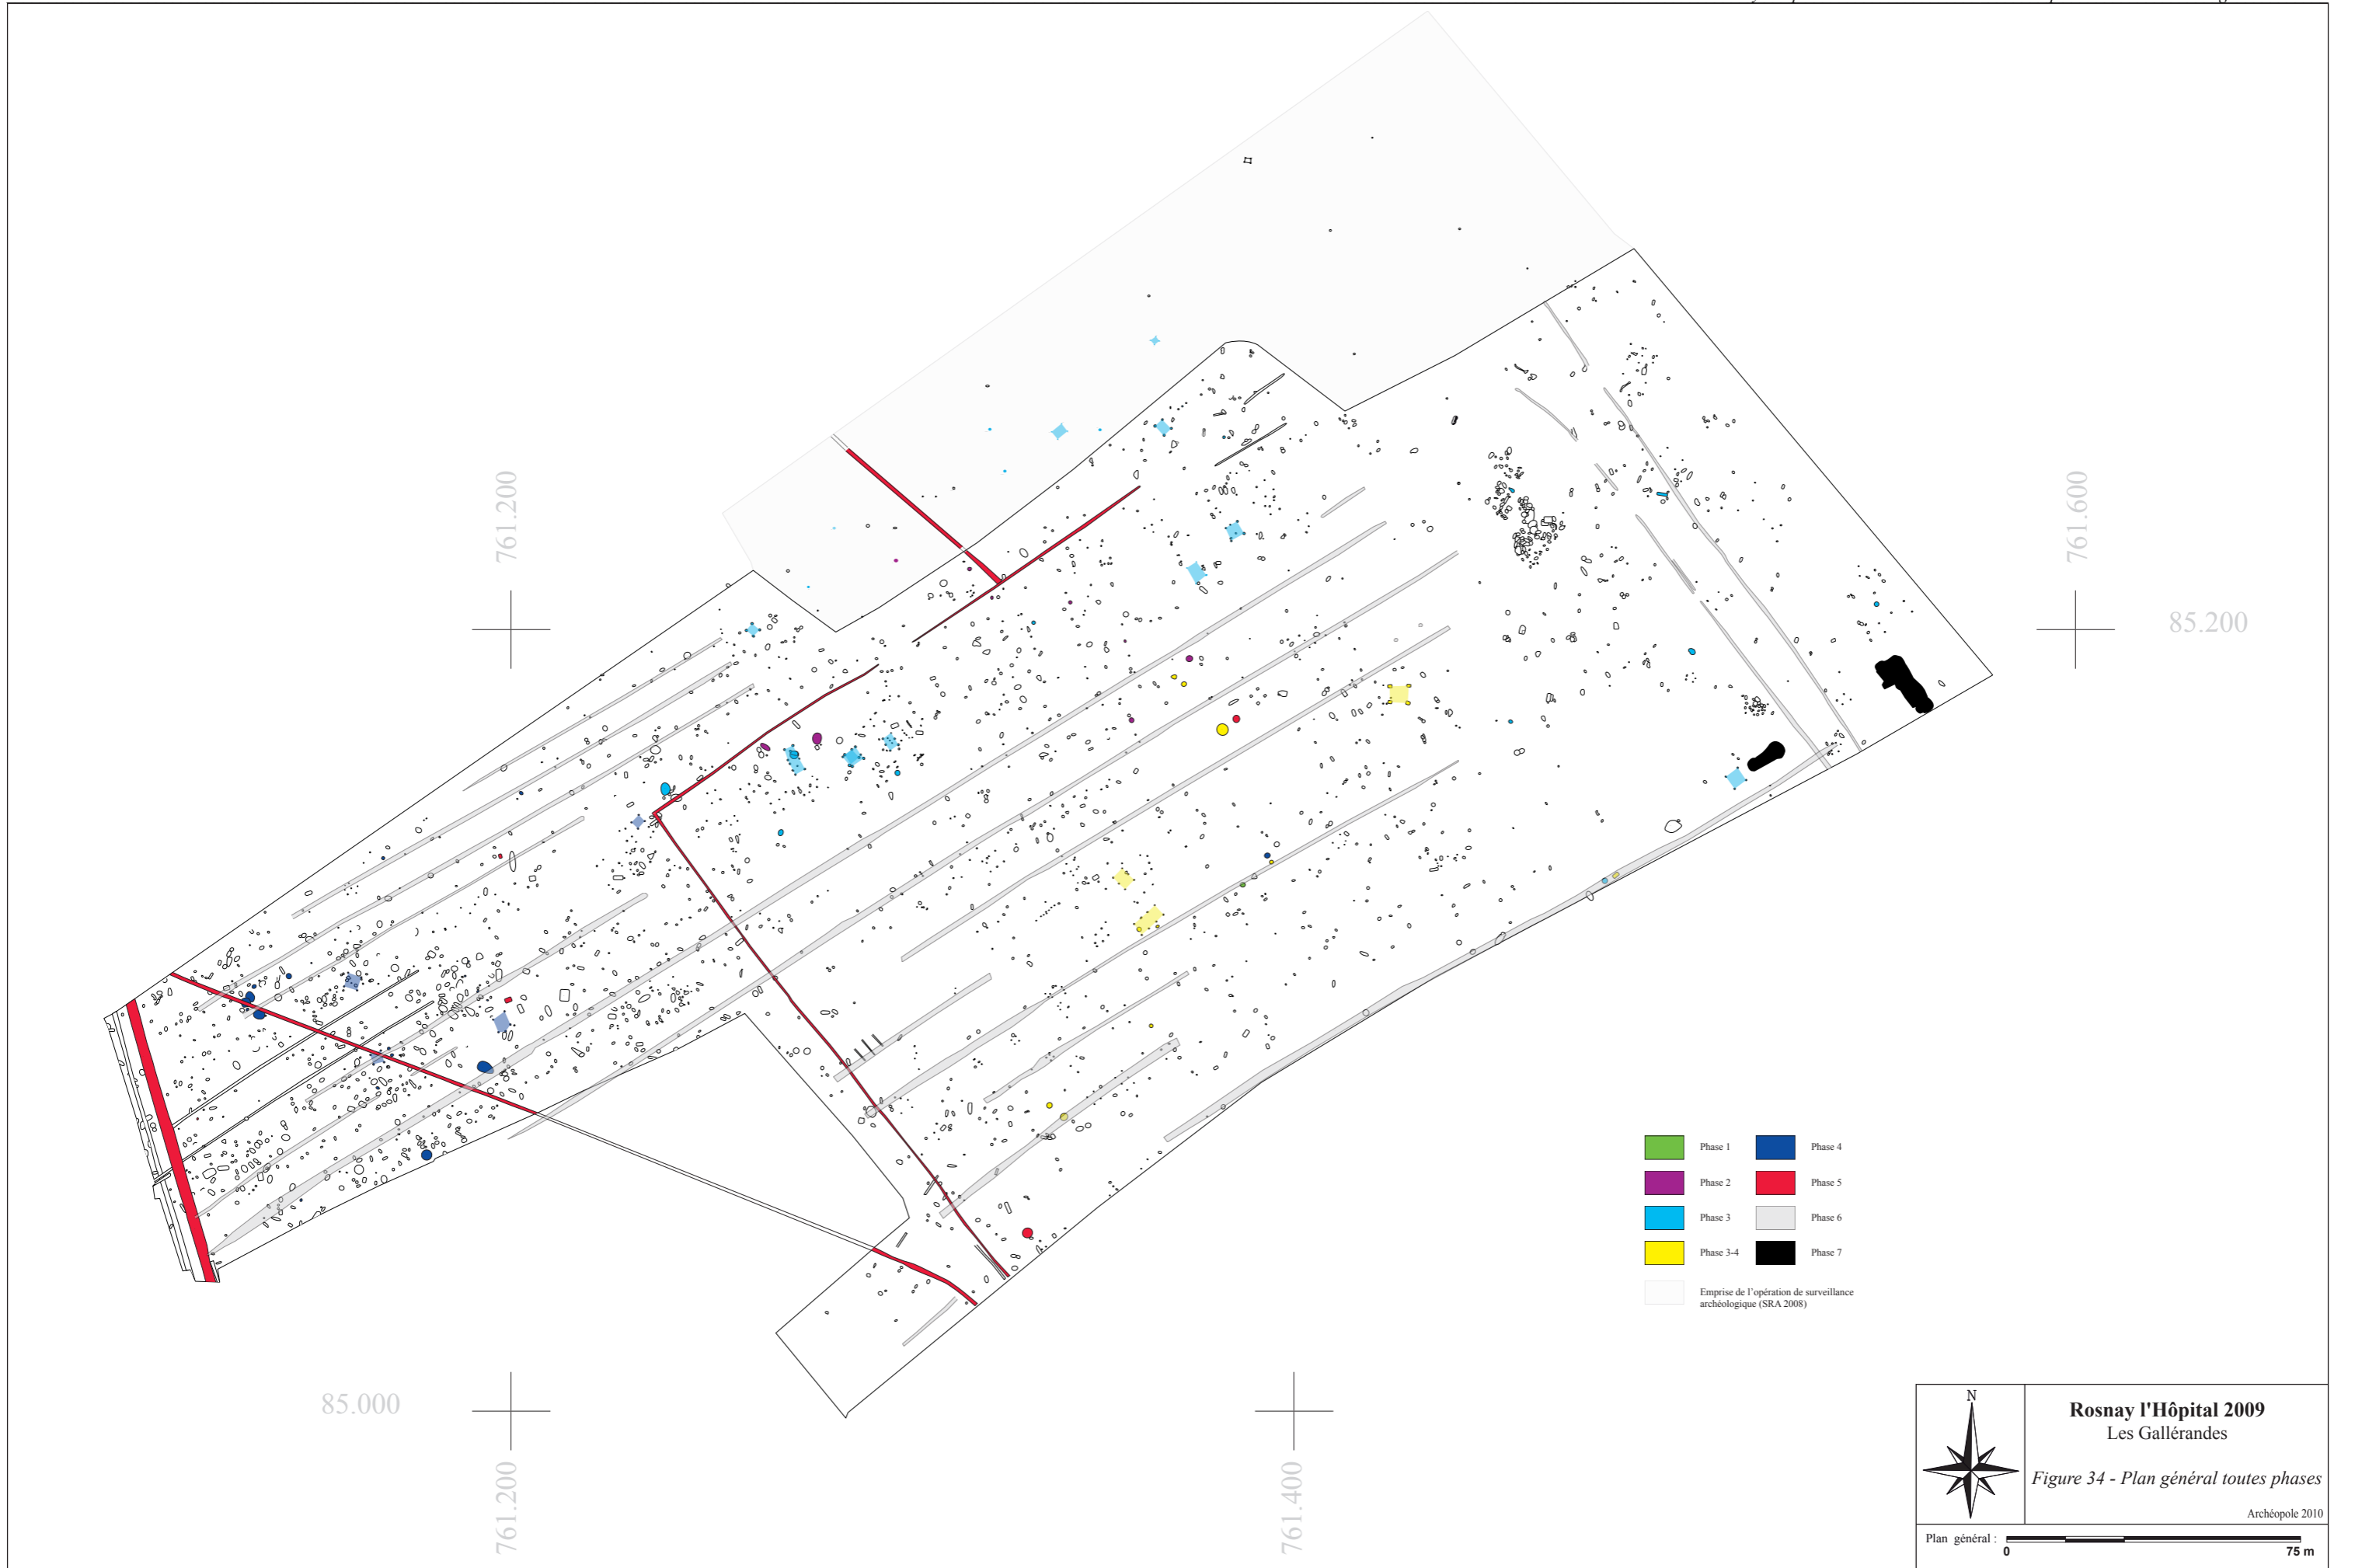 761.200
761.600
85.200
Phase 1
Phase 4
Phase 2
Phase 5
Phase 3
Phase 6
Phase 3-4
Phase 7
Emprise de l'opération de surveillance
archéologique (SRA 2008)
85.000
761.200
761.400
N
Rosnay l'Hôpital 2009
Les Gallérandes
Figure 34 - Plan général toutes phases
Archéopole 2010
Plan général :
0
75 m